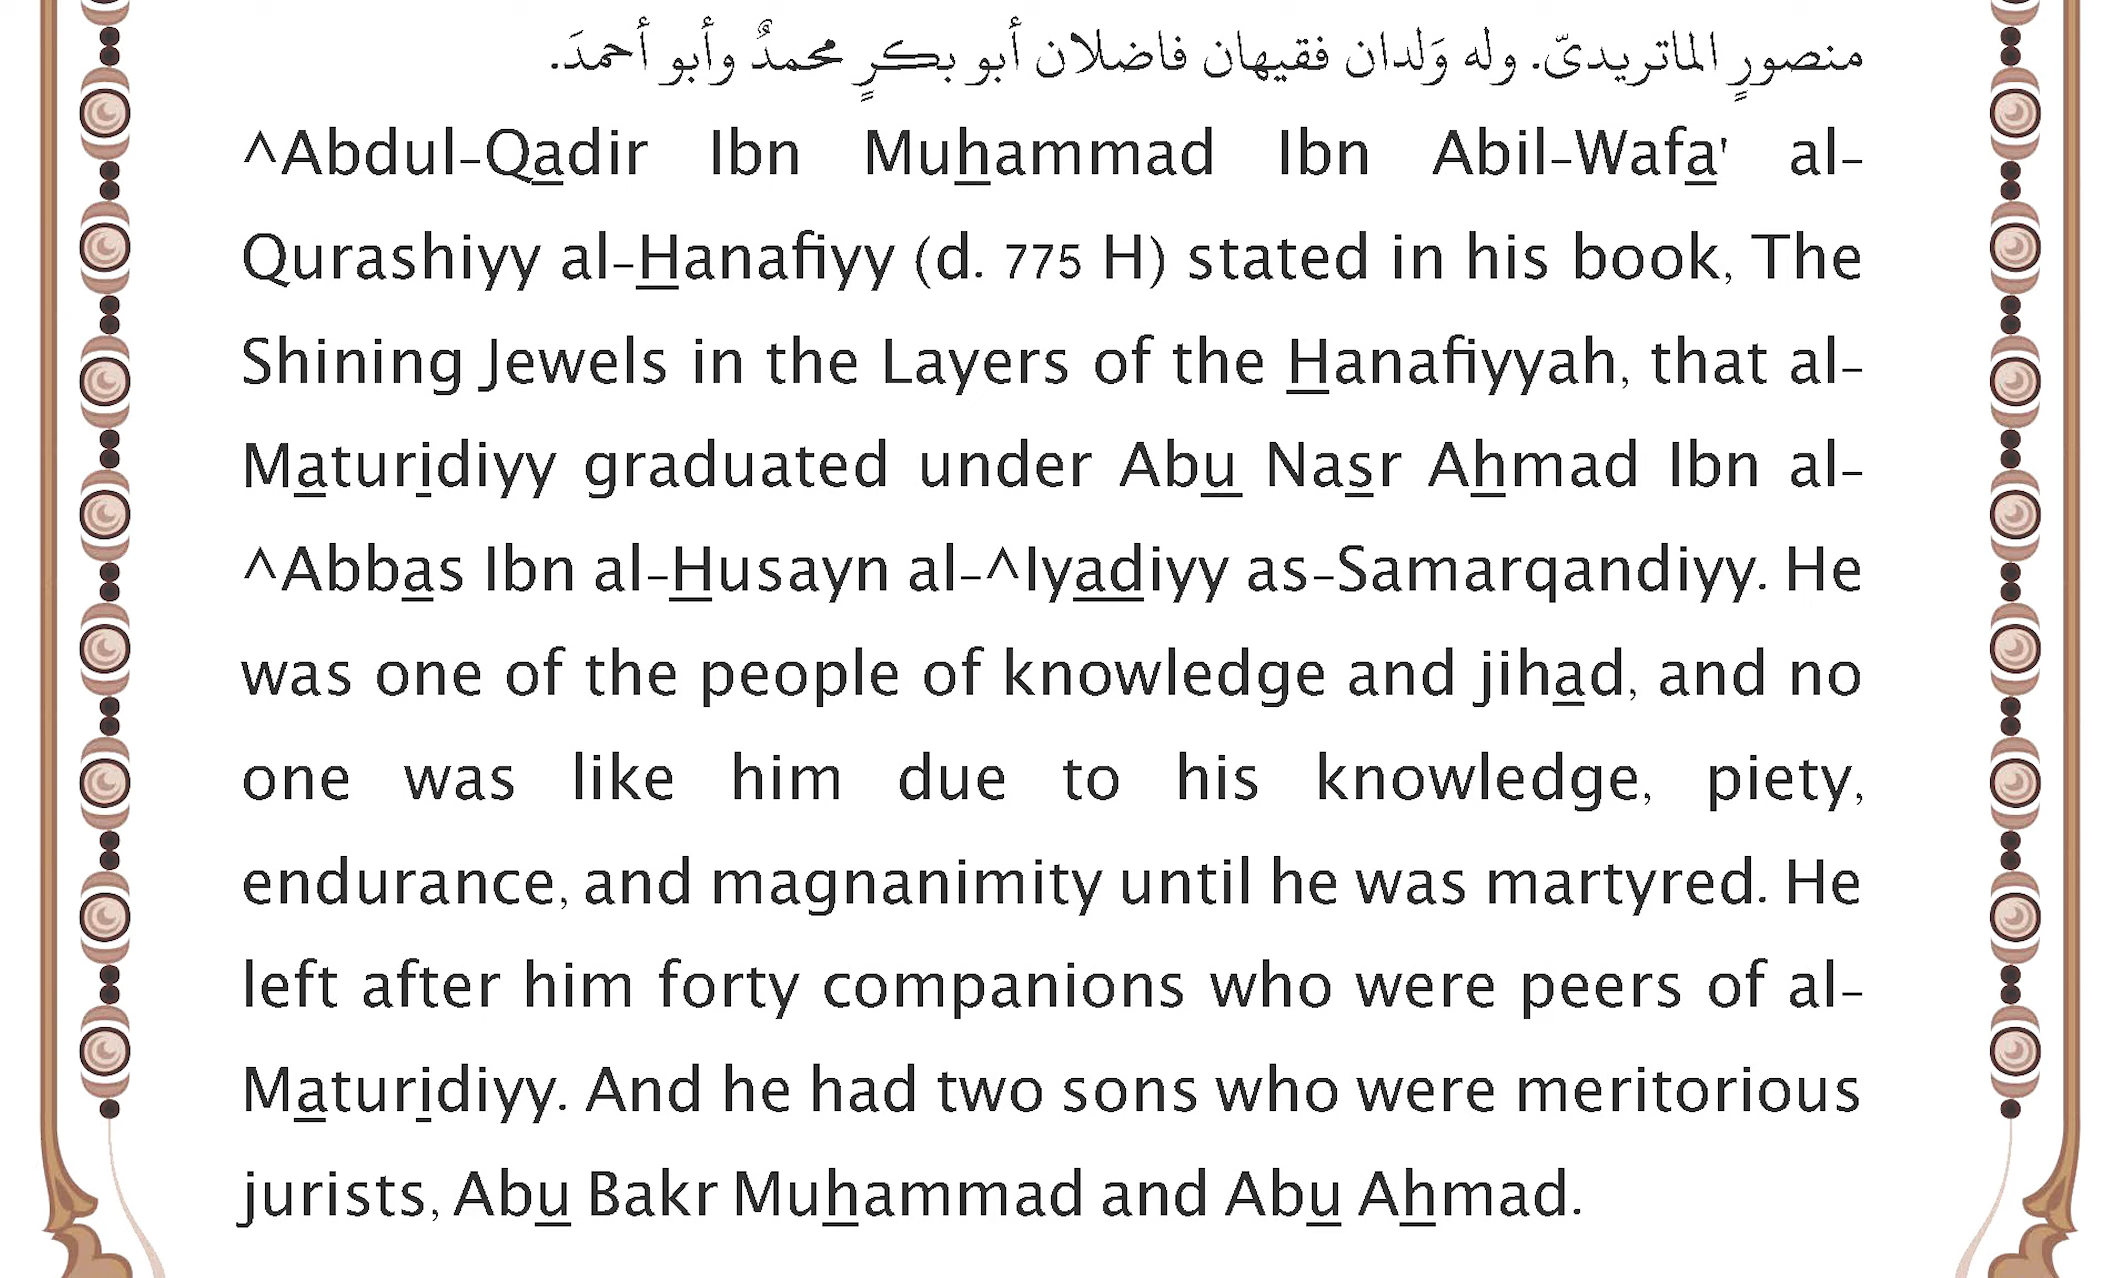 منصورٍ الماتريدىّ. وله وَلدان فقيهان فاضلان أبو بكرٍ محمدٌ وأبو أحمدَ.
^Abdul-Qadir Ibn Muhammad Ibn Abil-Wafa' al-
Qurashiyy al-Hanafiyy (d. 775 H) stated in his book, The
Shining Jewels in the Layers of the Hanafiyyah, that al-
Maturidiyy graduated under Abu Nasr Ahmad Ibn al-
^Abbas Ibn al-Husayn al-^Iyadiyy as-Samarqandiyy. He
was one of the people of knowledge and jihad, and no
one was like him due to his knowledge, piety,
endurance, and magnanimity until he was martyred. He
left after him forty companions who were peers of al-
Maturidiyy. And he had two sons who were meritorious
jurists, Abu Bakr Muhammad and Abu Ahmad.